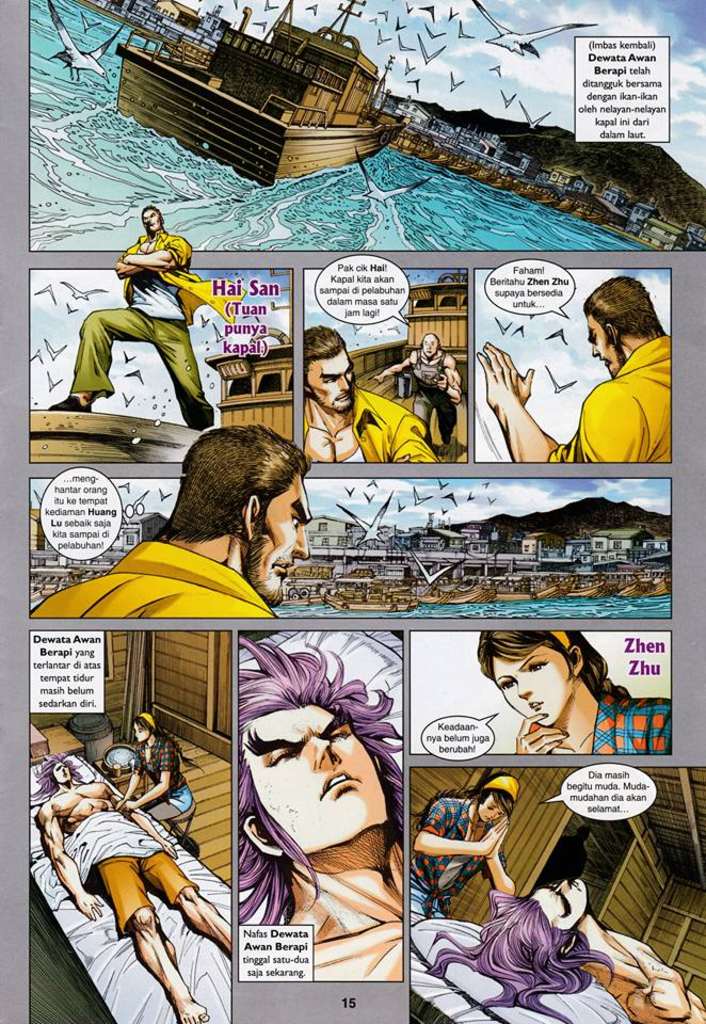 (Imbas kembali)
Dewata Awan
Berapi telah
ditangguk bersama
dengan ikan-ikan
oleh nelayan-nelayan
kapal ini dari
dalam laut.
Hai San
(Tuan
punya
kapal.)
Pak cik Hai!
Kapal kita akan
sampai di pelabuhan
dalam masa satu
jam lagi!
Faham!
Beritahu Zhen Zhu
supaya bersedia
untuk...
...meng-
hantar orang
itu ke tempat
kediaman Huang
Lu sebaik saja
kita sampai di
pelabuhan!
Dewata Awan
Berapi yang
terlantar di atas
tempat tidur
masih belum
sedarkan diri.
Nafas Dewata
Awan Berapi
tinggal satu-dua
saja sekarang.
Zhen
Zhu
Keadaan-
nya belum juga
berubah!
Dia masih
begitu muda. Muda-
mudahan dia akan
selamat...
15